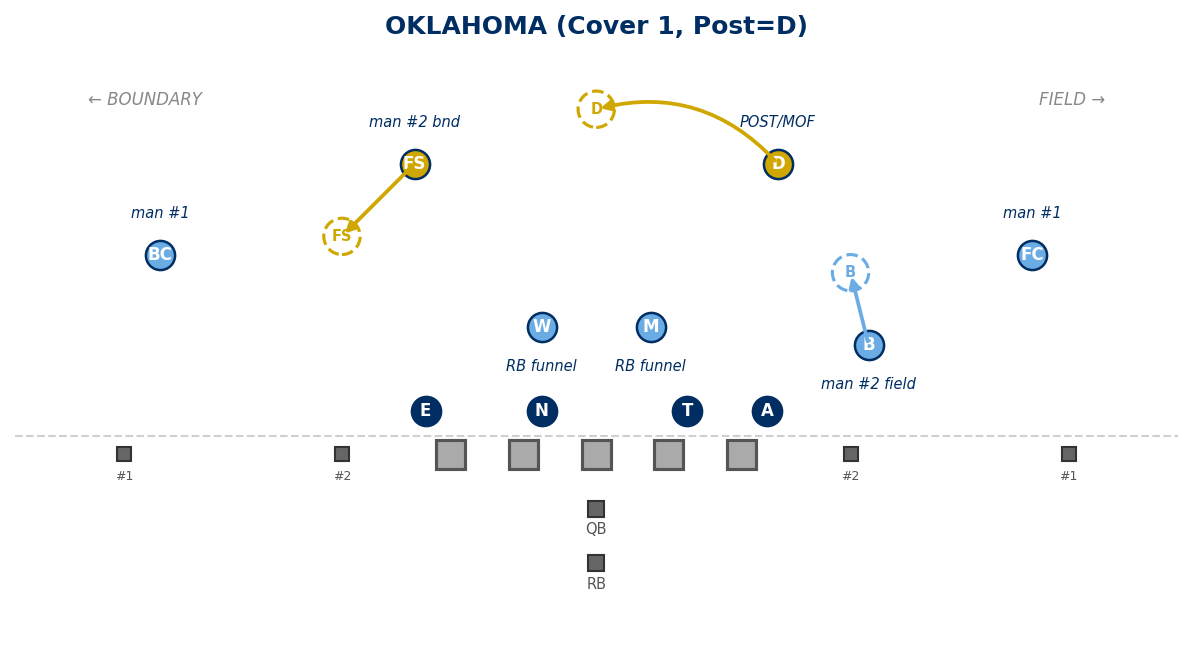 OKLAHOMA (Cover 1, Post=D)
← BOUNDARY
FIELD →
D
man #2 bnd
POST/MOF
FS
D
man #1
man #1
FS
BC
FC
B
W
M
B
RB funnel
RB funnel
man #2 field
E
N
T
A
#1
#2
#2
#1
QB
RB